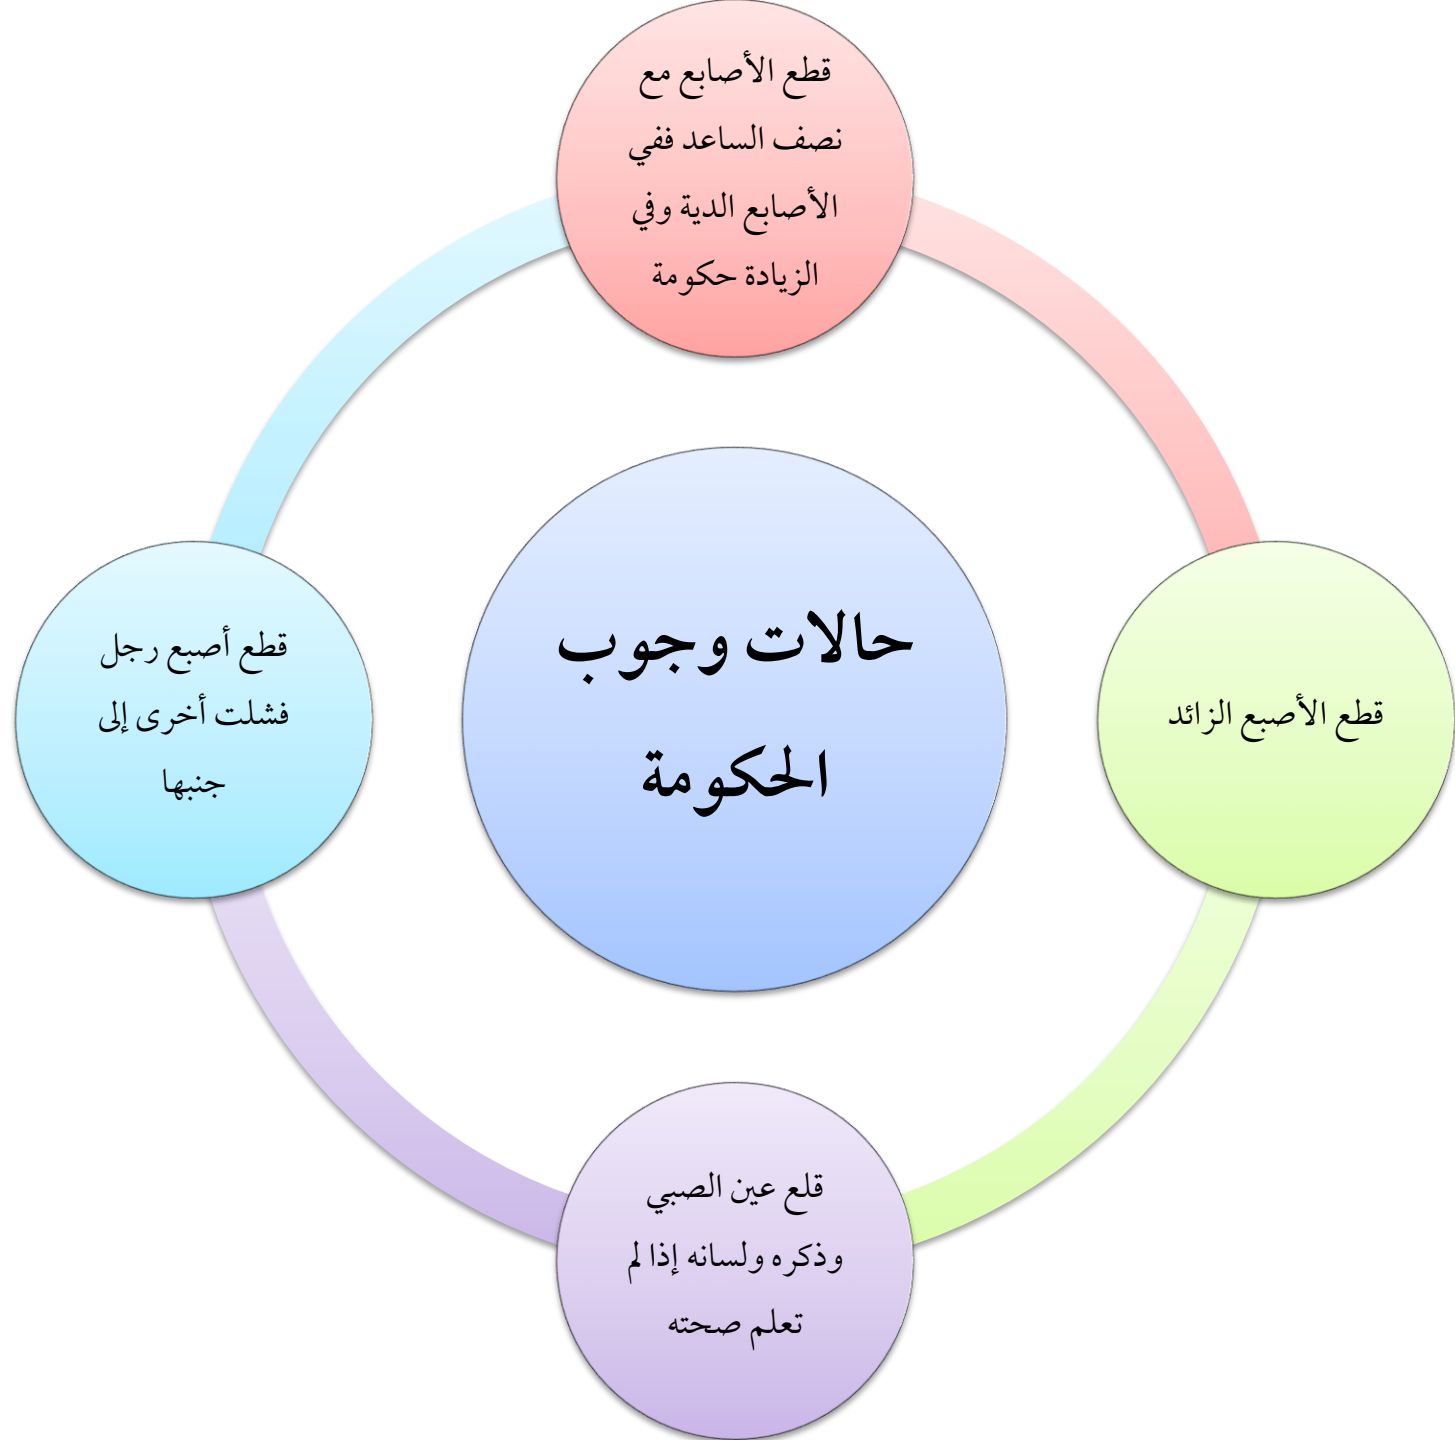 قطع الأصابع مع
نصف الساعد ففي
الأصابع الدية وفي
الزيادة حكومة
حالات وجوب
الحكومة
قطع الأصبع الزائد
قلع عين الصبي
وذكره ولسانه إذا لم
تعلم صحته
قطع أصبع رجل
فشلت أخرى إلى
جنبها